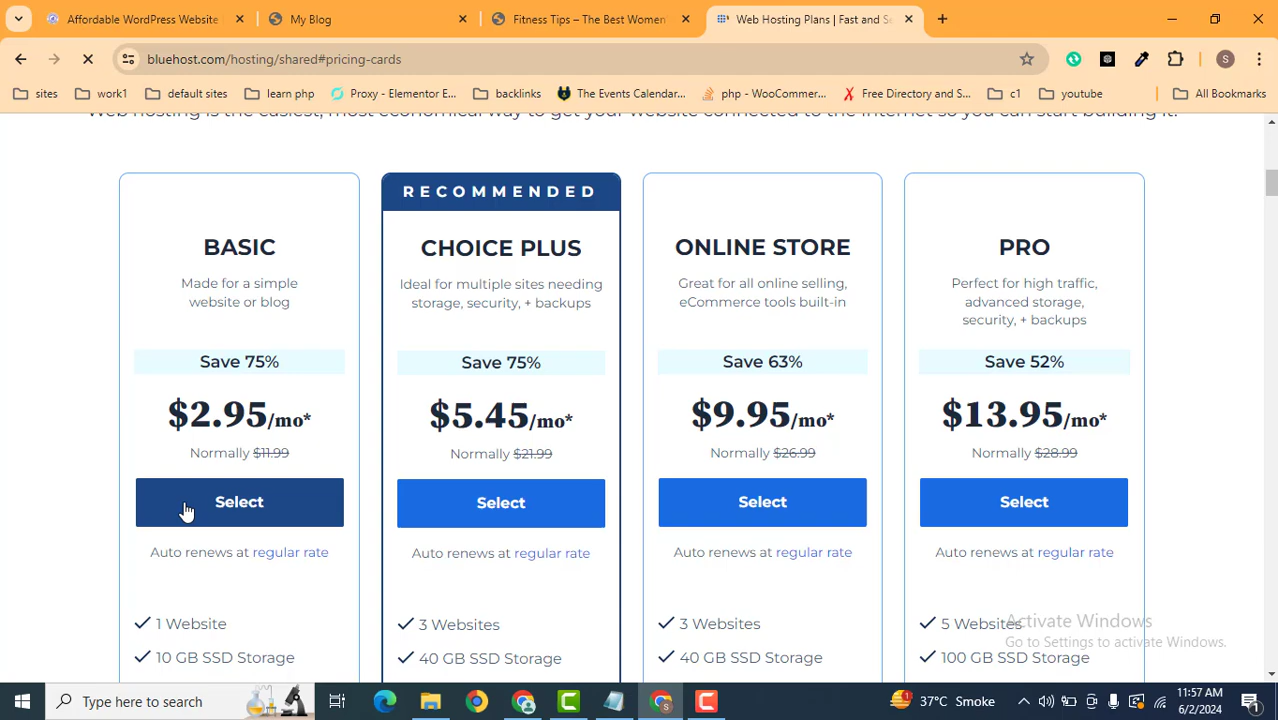 Affordable WordPress Website
My Blog
Fitness Tips – The Best Women
Web Hosting Plans | Fast and Se
bluehost.com/hosting/shared#pricing-cards
S
sites
work1
default sites
learn php
Proxy - Elementor E...
backlinks
The Events Calendar...
php - WooCommer...
Free Directory and S...
c1
youtube
All Bookmarks
Web hosting is the easiest, most economical way to get your website connected to the internet so you can start building it.
BASIC
Made for a simple
website or blog
Save 75%
$2.95/mo*
Normally $11.99
Select
Auto renews at regular rate
1 Website
10 GB SSD Storage
RECOMMENDED
CHOICE PLUS
Ideal for multiple sites needing
storage, security, + backups
Save 75%
$5.45/mo*
Normally $21.99
Select
Auto renews at regular rate
3 Websites
40 GB SSD Storage
ONLINE STORE
Great for all online selling,
eCommerce tools built-in
Save 63%
$9.95/mo*
Normally $26.99
Select
Auto renews at regular rate
3 Websites
40 GB SSD Storage
PRO
Perfect for high traffic,
advanced storage,
security, + backups
Save 52%
$13.95/mo*
Normally $28.99
Select
Auto renews at regular rate
5 Websites
100 GB SSD Storage
Activate Windows
Go to Settings to activate Windows.
Type here to search
37°C Smoke
11:57 AM
6/2/2024